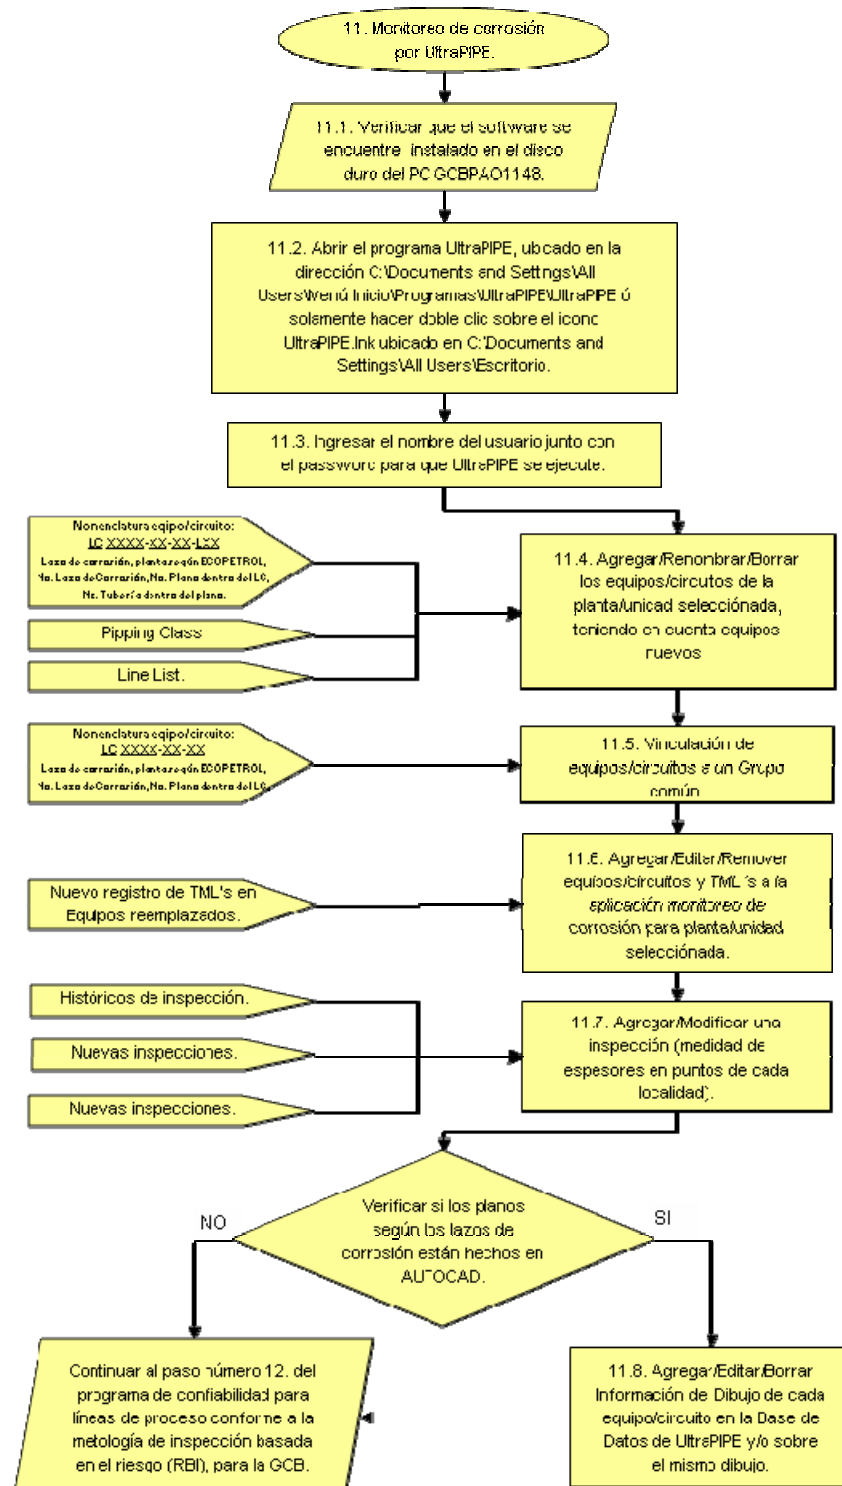 11. Monitoreo de corrosión
por UltraPIPE.
11.1. Verificar que el software se
encuentre instalado en el disco
duro del PC GCBPAO1148.
11.2. Abrir el programa UltraPIPE, ubicado en la
dirección C:\Documents and Settings\All
Users\Menú Inicio\Programas\UltraPIPE\UltraPIPE ó
solamente hacer doble clic sobre el icono
UltraPIPE.lnk ubicado en C:\Documents and
Settings\All Users\Escritorio.
11.3. Ingresar el nombre del usuario junto con
el password para que UltraPIPE se ejecute.
Nomenclatura eqipo/circuito:
LC XXXX-XX-XX-LXX
Lazo de corrosión, planta según ECOPETROL,
No. Lazo de Corrosión, No. Plano dentro del LC,
No. Tubería dentro del plano.
Pipping Class
Line List.
11.4. Agregar/Renombrar/Borrar
los equipos/circutos de la
planta/unidad selecciónada,
teniendo en cuenta equipos
nuevos
Nomenclatura eqipo/circuito:
LC XXXX-XX-XX
Lazo de corrosión, planta según ECOPETROL,
No. Lazo de Corrosión, No. Plano dentro del LC.
11.5. Vinculación de
equipos/circuitos a un Grupo
común
Nuevo registro de TML's en
Equipos reemplazados.
11.6. Agregar/Editar/Remover
equipos/circuitos y TML´s a la
aplicación monitoreo de
corrosión para planta/unidad
selecciónada.
Históricos de inspección.
Nuevas inspecciones.
Nuevas inspecciones.
11.7. Agregar/Modificar una
inspección (medidad de
espesores en puntos de cada
localidad).
Verificar si los planos
según los lazos de
corrosión están hechos en
AUTOCAD.
NO
SI
Continuar al paso número 12. del
programa de confiabilidad para
líneas de proceso conforme a la
metología de inspección basada
en el riesgo (RBI), para la GCB.
11.8. Agregar/Editar/Borrar
Información de Dibujo de cada
equipo/circuito en la Base de
Datos de UltraPIPE y/o sobre
el mismo dibujo.